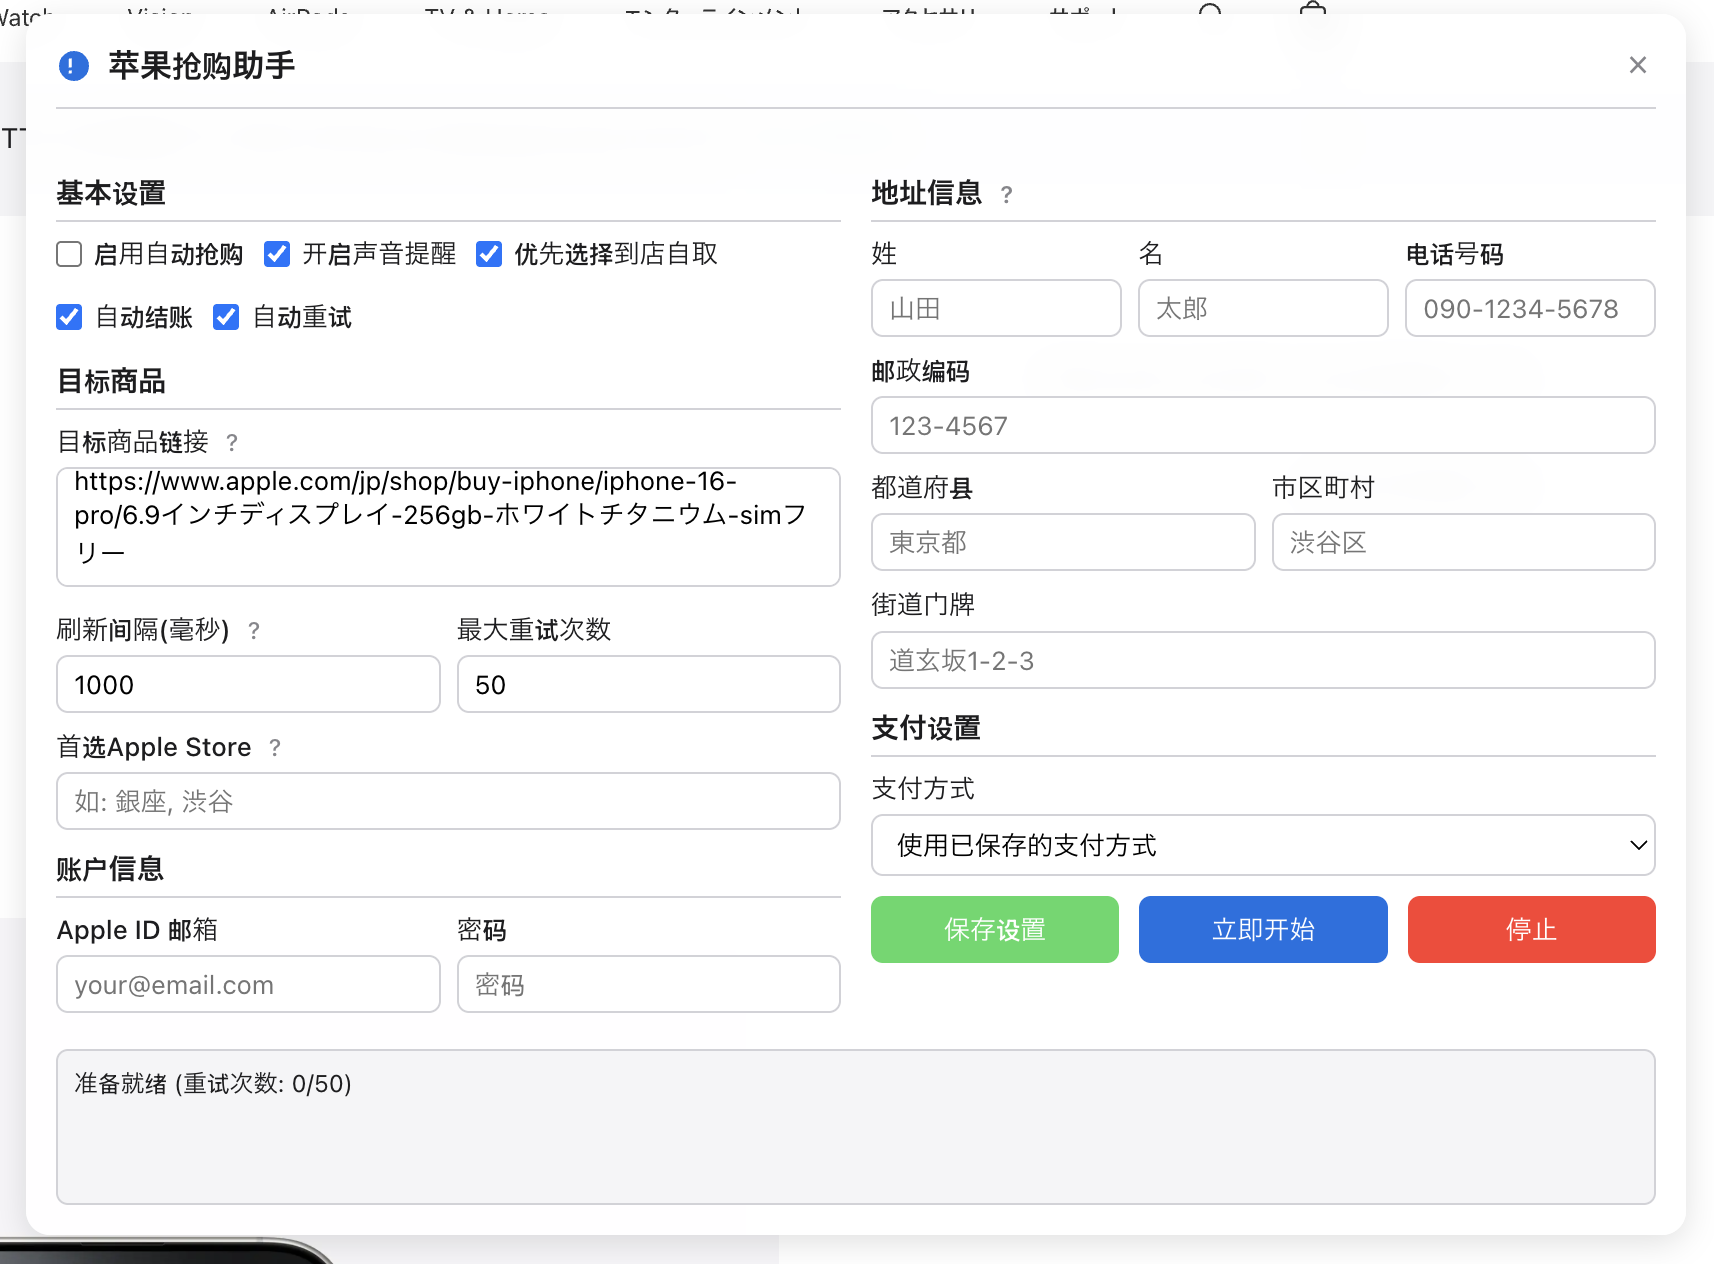 苹果抢购助手
×
基本设置
启用自动抢购 开启声音提醒 优先选择到店自取
自动结账 自动重试
目标商品
目标商品链接 ?
https://www.apple.com/jp/shop/buy-iphone/iphone-16-
pro/6.9インチディスプレイ-256gb-ホワイトチタニウム-simフ
リー
刷新间隔(毫秒) ? 最大重试次数
1000 50
首选Apple Store ?
如: 銀座, 渋谷
账户信息
Apple ID 邮箱 密码
your@email.com 密码
地址信息 ?
姓 名 电话号码
山田 太郎 090-1234-5678
邮政编码
123-4567
都道府县 市区町村
東京都 渋谷区
街道门牌
道玄坂1-2-3
支付设置
支付方式
使用已保存的支付方式
保存设置 立即开始 停止
准备就绪 (重试次数: 0/50)